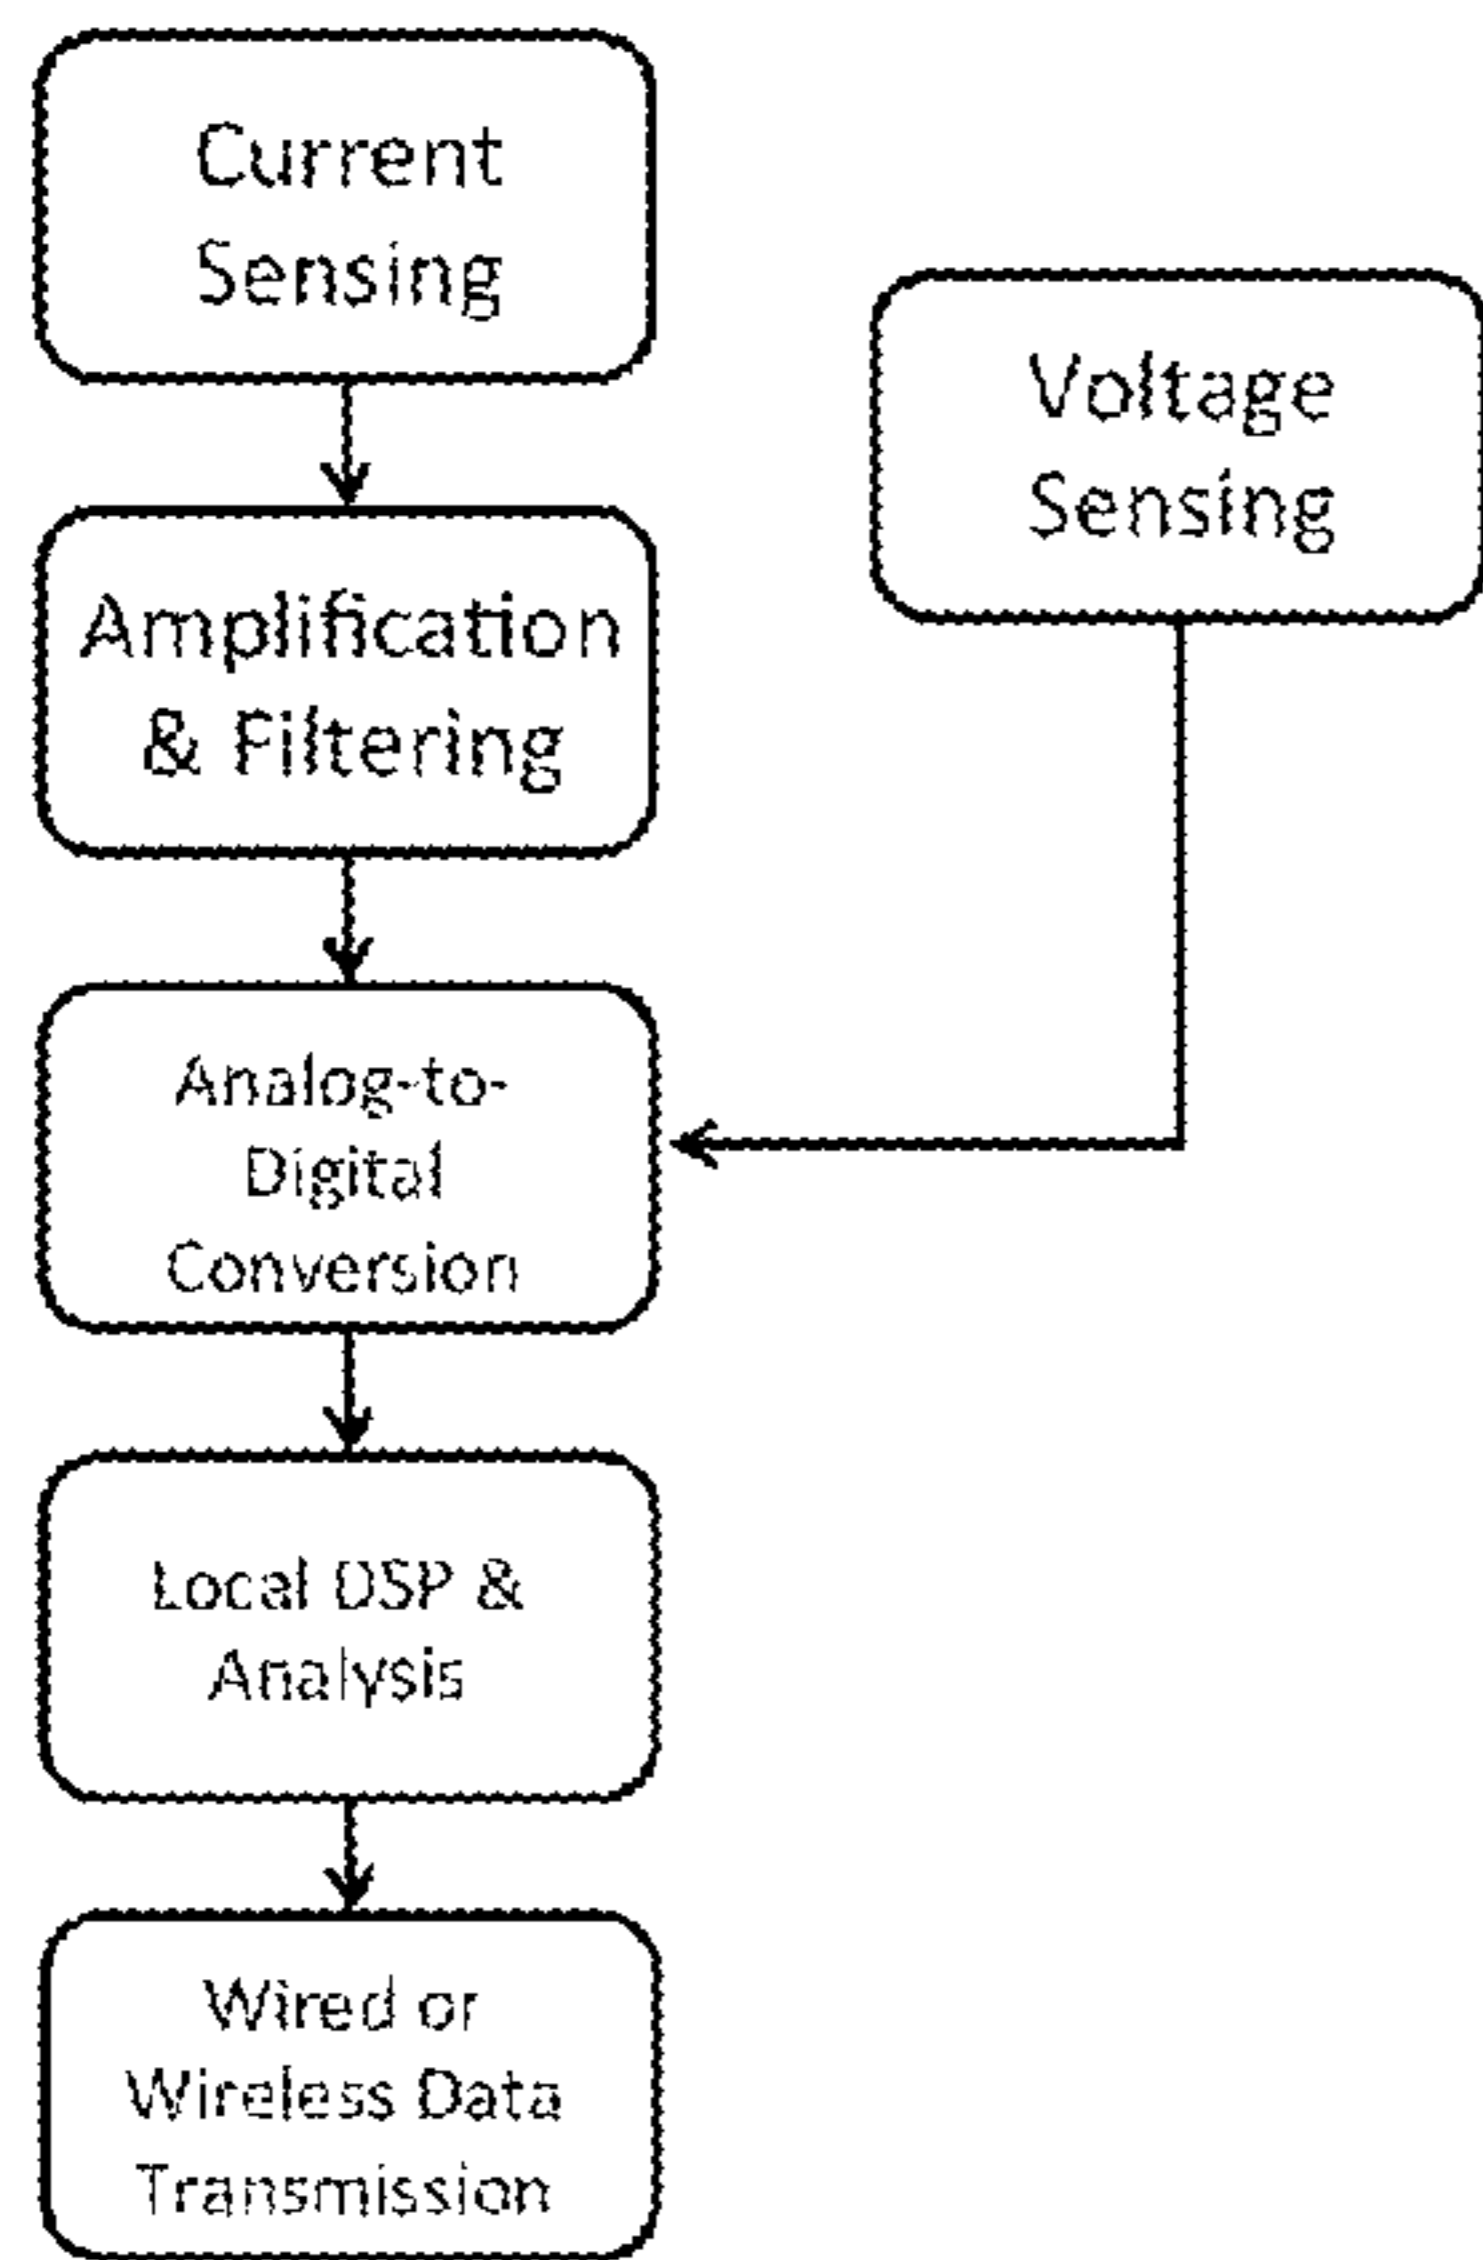 Current
Sensing
Voltage
Sensing
Amplification
& Filtering
Analog-to-
Digital
Conversion
Local DSP &
Analysis
Wired or
Wireless Data
Transmission